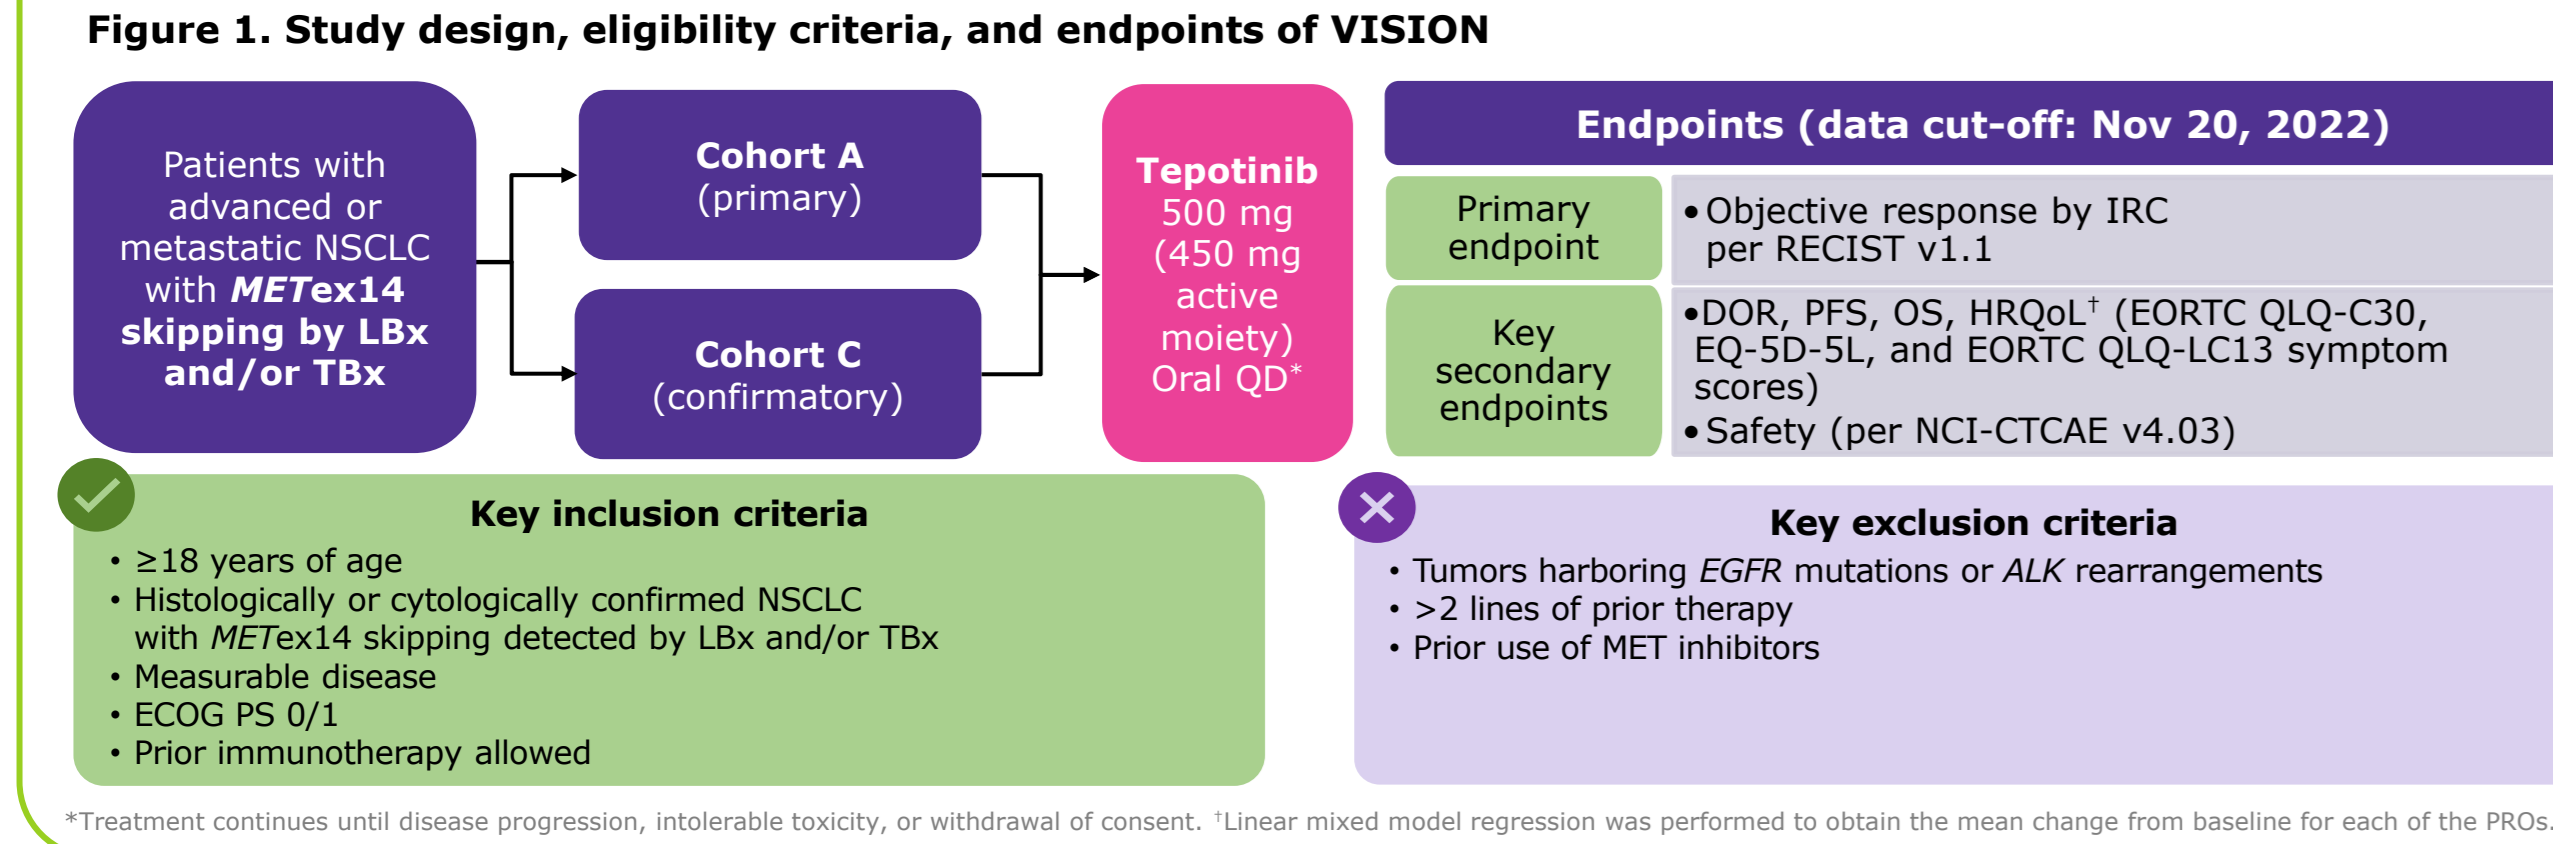 Figure 1. Study design, eligibility criteria, and endpoints of VISION
Patients with
advanced or
metastatic NSCLC
with METex14
skipping by LBx
and/or TBx
Cohort A
(primary)
Cohort C
(confirmatory)
Tepotinib
500 mg
(450 mg
active
moiety)
Oral QD*
Endpoints (data cut-off: Nov 20, 2022)
Primary
endpoint
•Objective response by IRC
per RECIST v1.1
Key
secondary
endpoints
•DOR, PFS, OS, HRQoL† (EORTC QLQ-C30,
EQ-5D-5L, and EORTC QLQ-LC13 symptom
scores)
•Safety (per NCI-CTCAE v4.03)
Key inclusion criteria
• ≥18 years of age
• Histologically or cytologically confirmed NSCLC
with METex14 skipping detected by LBx and/or TBx
• Measurable disease
• ECOG PS 0/1
• Prior immunotherapy allowed
Key exclusion criteria
• Tumors harboring EGFR mutations or ALK rearrangements
• >2 lines of prior therapy
• Prior use of MET inhibitors
*Treatment continues until disease progression, intolerable toxicity, or withdrawal of consent. †Linear mixed model regression was performed to obtain the mean change from baseline for each of the PROs.